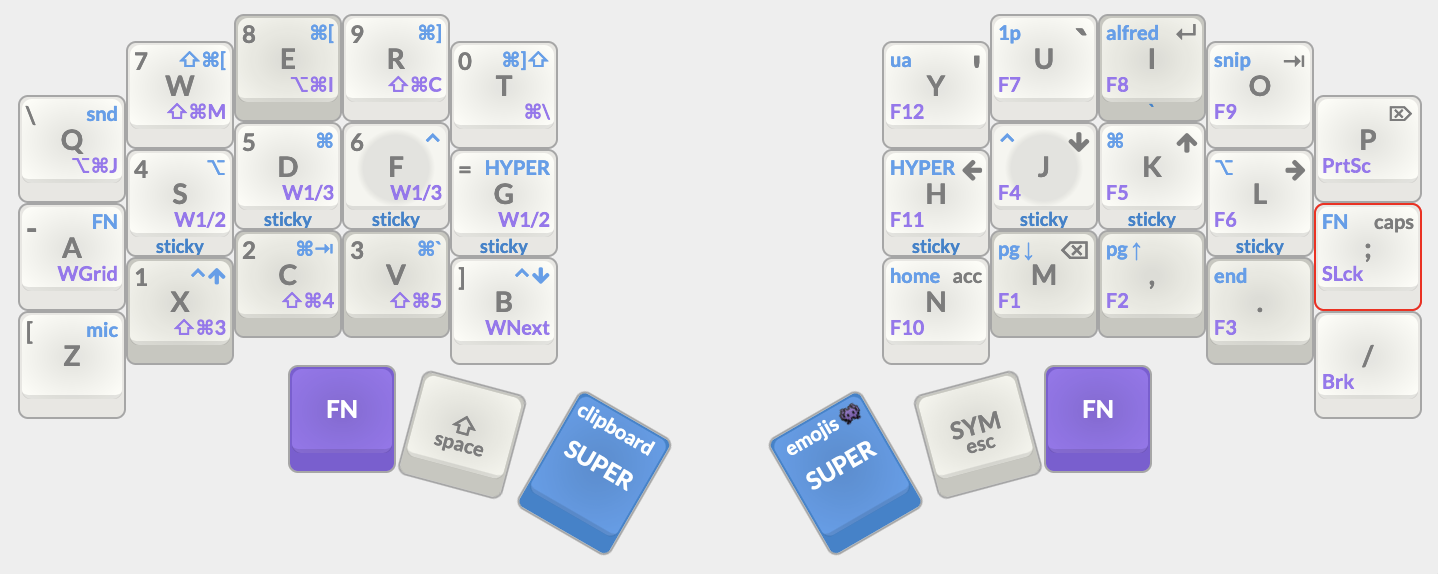 8 ⌘[
E
⌥⌘I
9 ⌘]
R
⇧⌘C
1p `
U
F7
alfred ↵
I
F8
`
7 ⇧⌘[
W
⇧⌘M
0 ⌘]⇧
T
⌘\
ua '
Y
F12
snip ⇥
O
F9
\ snd
Q
⌥⌘J
⌦
P
PrtSc
5 ⌘
D
W1/3
sticky
6 ^
F
W1/3
sticky
^ ↓
J
F4
sticky
⌘ ↑
K
F5
sticky
4 ⌥
S
W1/2
sticky
= HYPER
G
W1/2
sticky
HYPER ←
H
F11
sticky
⌥ →
L
F6
sticky
- FN
A
WGrid
FN caps
;
SLck
2 ⌘⇥
C
⇧⌘4
3 ⌘`
V
⇧⌘5
pg↓ ⌫
M
F1
pg↑
,
F2
1 ^↑
X
⇧⌘3
] ^↓
B
WNext
home acc
N
F10
end
.
F3
[ mic
Z
/
Brk
FN
⇧
space
clipboard
SUPER
emojis
SUPER
SYM
esc
FN